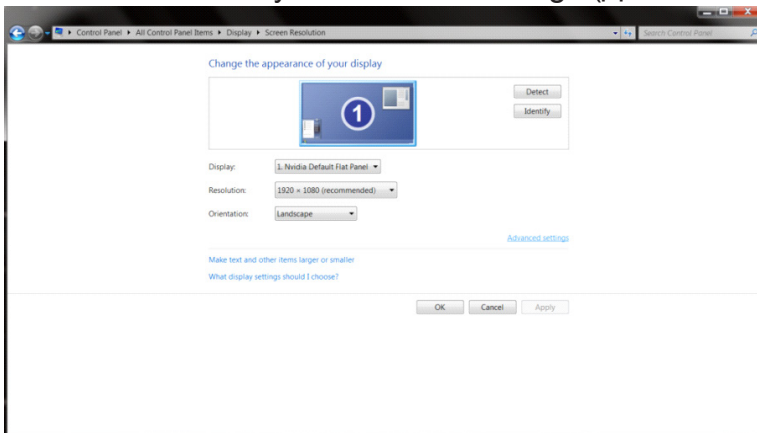 Control Panel ▸ All Control Panel Items ▸ Display ▸ Screen Resolution
Search Control Panel
Change the appearance of your display
1
Detect
Identify
Display: 1. Nvidia Default Flat Panel
Resolution: 1920 × 1080 (recommended)
Orientation: Landscape
Advanced settings
Make text and other items larger or smaller
What display settings should I choose?
OK Cancel Apply